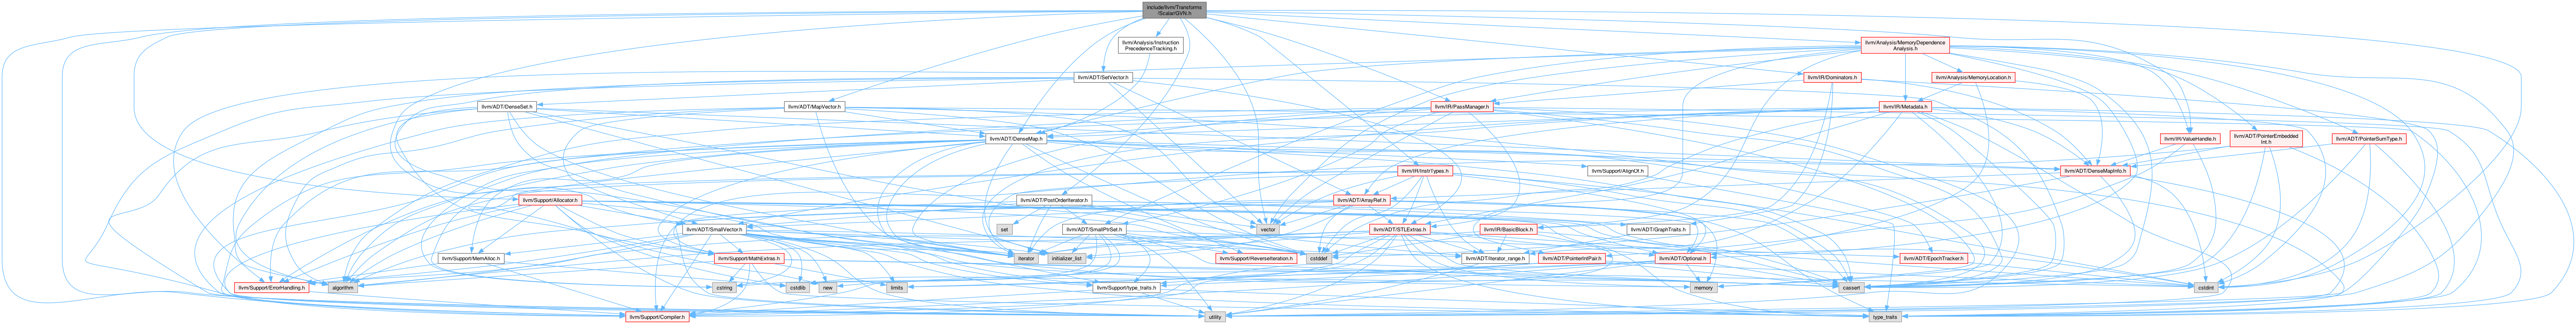 include/llvm/Transforms
/Scalar/GVN.h
llvm/Analysis/Instruction
PrecedenceTracking.h
llvm/Analysis/MemoryDependence
Analysis.h
llvm/ADT/SetVector.h
llvm/IR/Dominators.h
llvm/Analysis/MemoryLocation.h
llvm/ADT/DenseSet.h
llvm/ADT/MapVector.h
llvm/IR/PassManager.h
llvm/IR/Metadata.h
llvm/ADT/DenseMap.h
llvm/IR/ValueHandle.h
llvm/ADT/PointerEmbedded
Int.h
llvm/ADT/PointerSumType.h
llvm/IR/InstrTypes.h
llvm/Support/AlignOf.h
llvm/ADT/DenseMapInfo.h
llvm/Support/Allocator.h
llvm/ADT/PostOrderIterator.h
llvm/ADT/ArrayRef.h
set
llvm/ADT/SmallVector.h
llvm/ADT/SmallPtrSet.h
vector
llvm/ADT/STLExtras.h
llvm/IR/BasicBlock.h
llvm/ADT/GraphTraits.h
llvm/Support/MemAlloc.h
llvm/Support/MathExtras.h
iterator
initializer_list
llvm/Support/ReverseIteration.h
cstddef
llvm/ADT/iterator_range.h
llvm/ADT/PointerIntPair.h
llvm/ADT/Optional.h
llvm/ADT/EpochTracker.h
llvm/Support/ErrorHandling.h
algorithm
cstring
cstdlib
new
limits
llvm/Support/type_traits.h
cassert
memory
cstdint
llvm/Support/Compiler.h
utility
type_traits